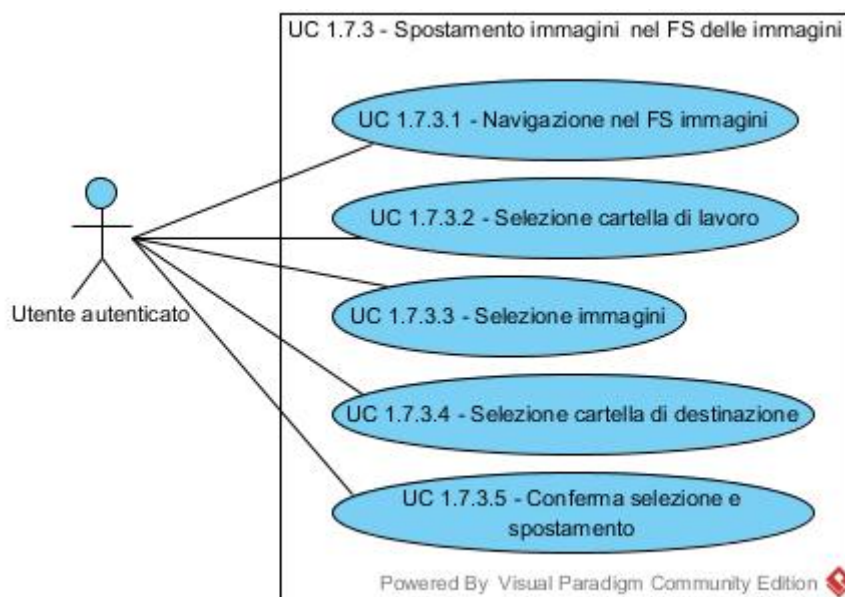 UC 1.7.3 - Spostamento immagini nel FS delle immagini
UC 1.7.3.1 - Navigazione nel FS immagini
UC 1.7.3.2 - Selezione cartella di lavoro
Utente autenticato
UC 1.7.3.3 - Selezione immagini
UC 1.7.3.4 - Selezione cartella di destinazione
UC 1.7.3.5 - Conferma selezione e
spostamento
Powered By Visual Paradigm Community Edition